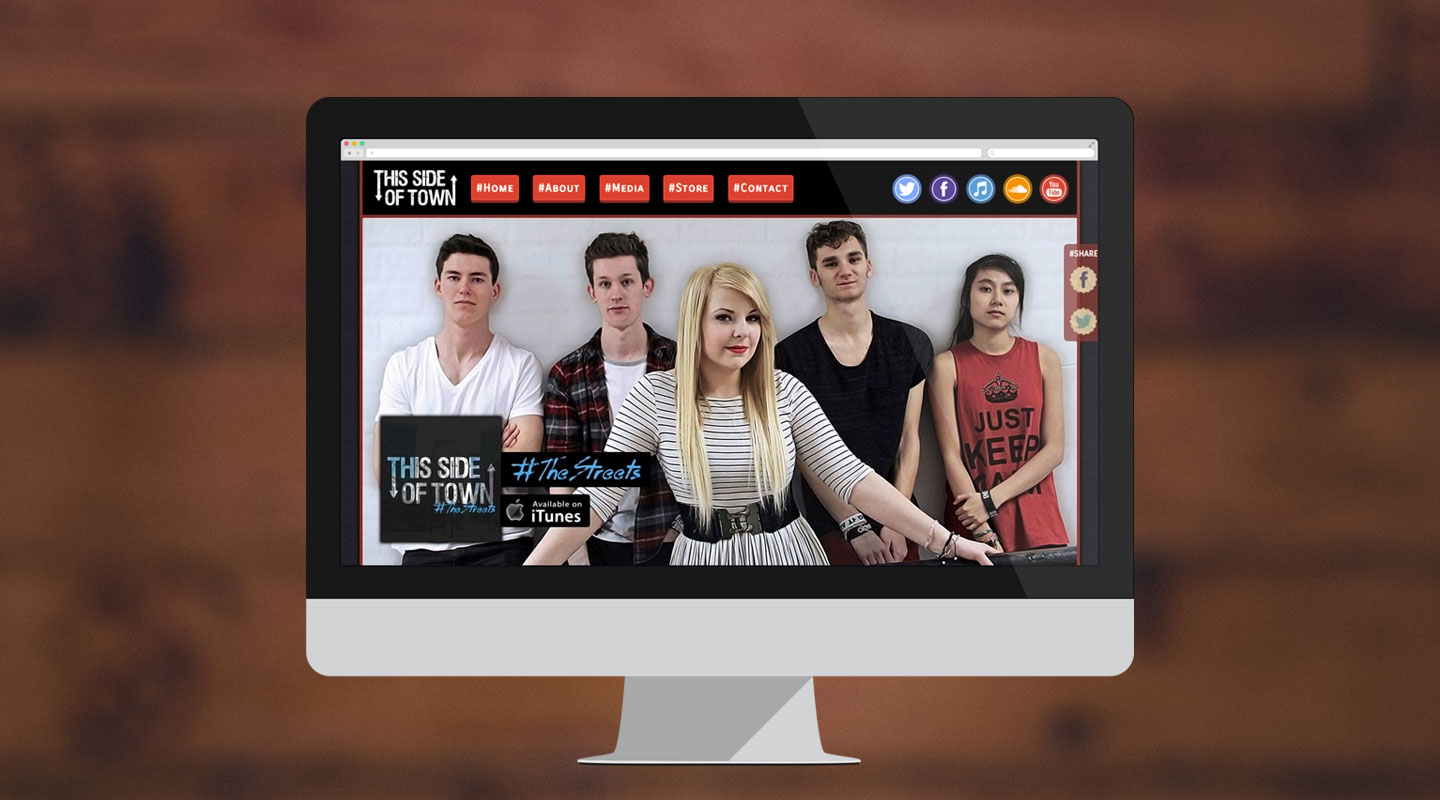 THIS SIDE
OF TOWN
#Home
#About
#Media
#Store
#Contact
You
Tube
#SHARE
JUST
KEEP
CALM
THIS SIDE
OF TOWN
#TheStreets
#TheStreets
Available on
iTunes